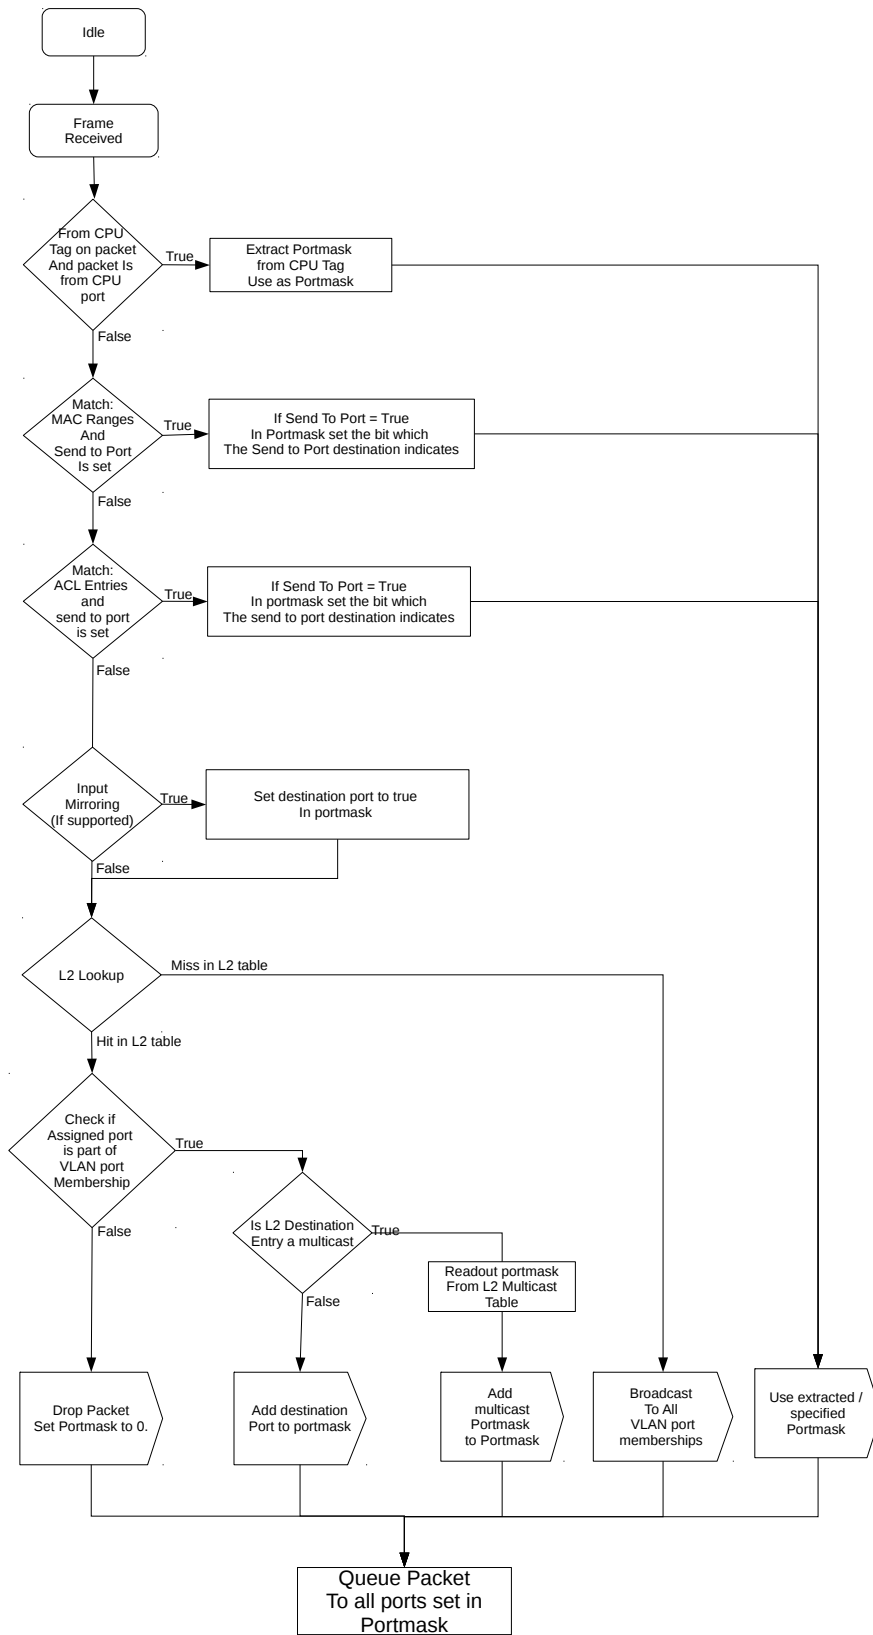 Idle
Frame
Received
From CPU
Tag on packet
And packet Is
from CPU
port
True
Extract Portmask
from CPU Tag
Use as Portmask
False
Match:
MAC Ranges
And
Send to Port
Is set
True
If Send To Port = True
In Portmask set the bit which
The Send to Port destination indicates
False
Match:
ACL Entries
and
send to port
is set
True
If Send To Port = True
In portmask set the bit which
The send to port destination indicates
False
Input
Mirroring
(If supported)
True
Set destination port to true
In portmask
False
L2 Lookup
Miss in L2 table
Hit in L2 table
Check if
Assigned port
is part of
VLAN port
Membership
True
False
Is L2 Destination
Entry a multicast
True
Readout portmask
From L2 Multicast
Table
False
Drop Packet
Set Portmask to 0.
Add destination
Port to portmask
Add
multicast
Portmask
to Portmask
Broadcast
To All
VLAN port
memberships
Use extracted /
specified
Portmask
Queue Packet
To all ports set in
Portmask